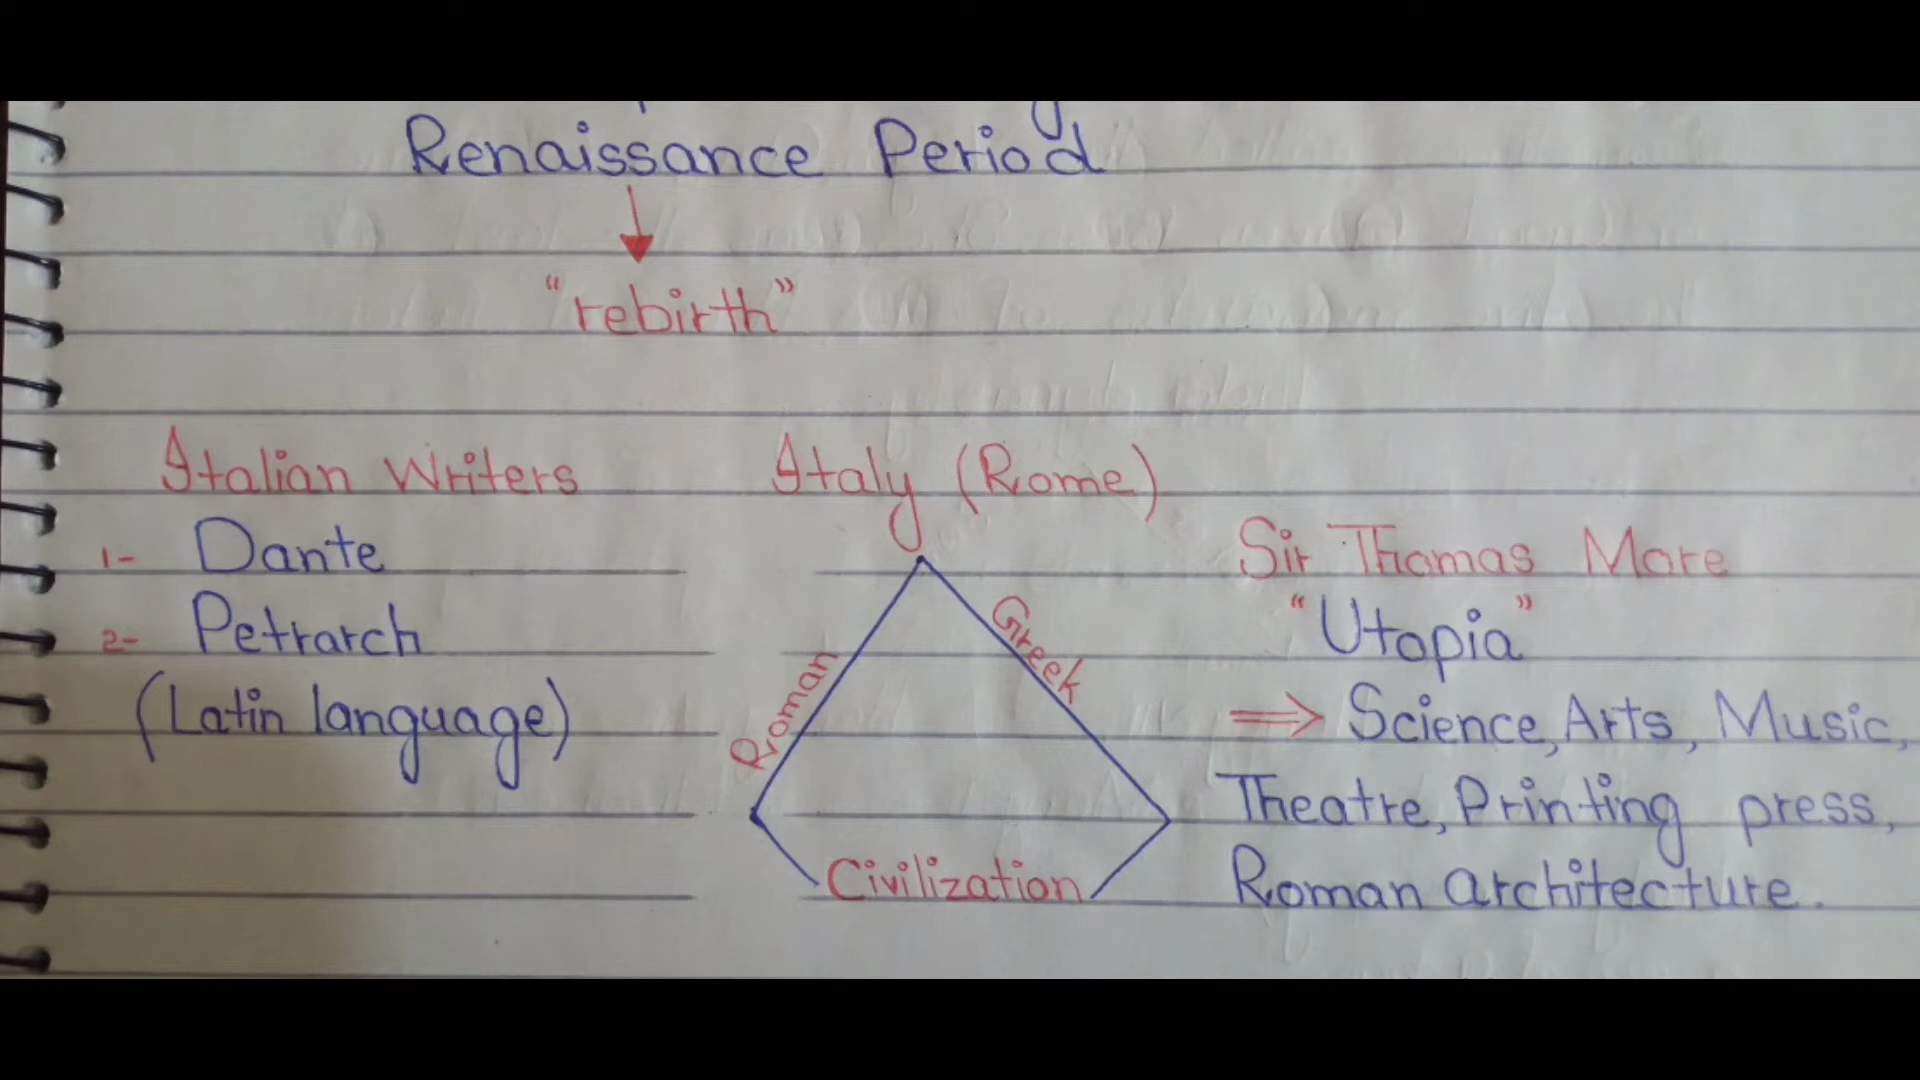 Renaissance Period
"rebirth"
Italian Writers
1- Dante
2- Petrarch
(Latin language)
Italy (Rome)
Roman
Greek
Civilization
Sir Thomas More
"Utopia"
⇒ Science, Arts, Music,
Theatre, Printing press,
Roman architecture.